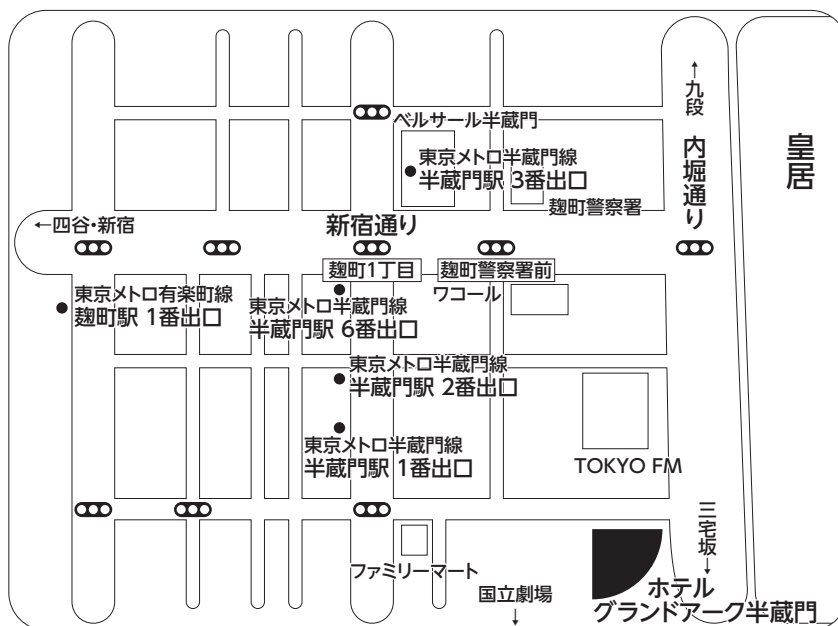 ↑九段
内堀通り
皇居
ベルサール半蔵門
東京メトロ半蔵門線
半蔵門駅 3番出口
麹町警察署
←四谷・新宿
新宿通り
麹町1丁目
麹町警察署前
東京メトロ有楽町線
麹町駅 1番出口
東京メトロ半蔵門線
半蔵門駅 6番出口
ワコール
東京メトロ半蔵門線
半蔵門駅 2番出口
東京メトロ半蔵門線
半蔵門駅 1番出口
TOKYO FM
三宅坂→
ファミリーマート
国立劇場
↓
ホテル
グランドアーク半蔵門